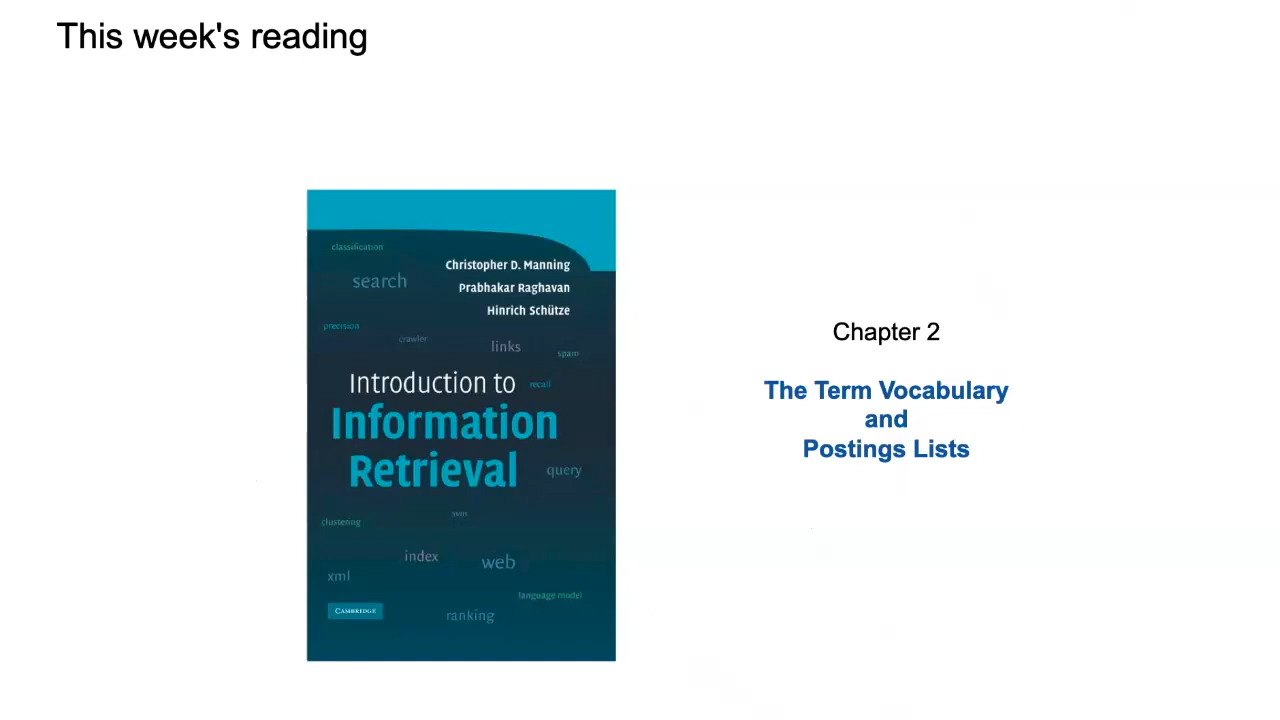 This week's reading
classification
search
Christopher D. Manning
Prabhakar Raghavan
Hinrich Schütze
precision
crawler
links
spam
Introduction to
recall
Information
Retrieval
query
svm
clustering
index
web
xml
language model
CAMBRIDGE
ranking
Chapter 2
The Term Vocabulary
and
Postings Lists